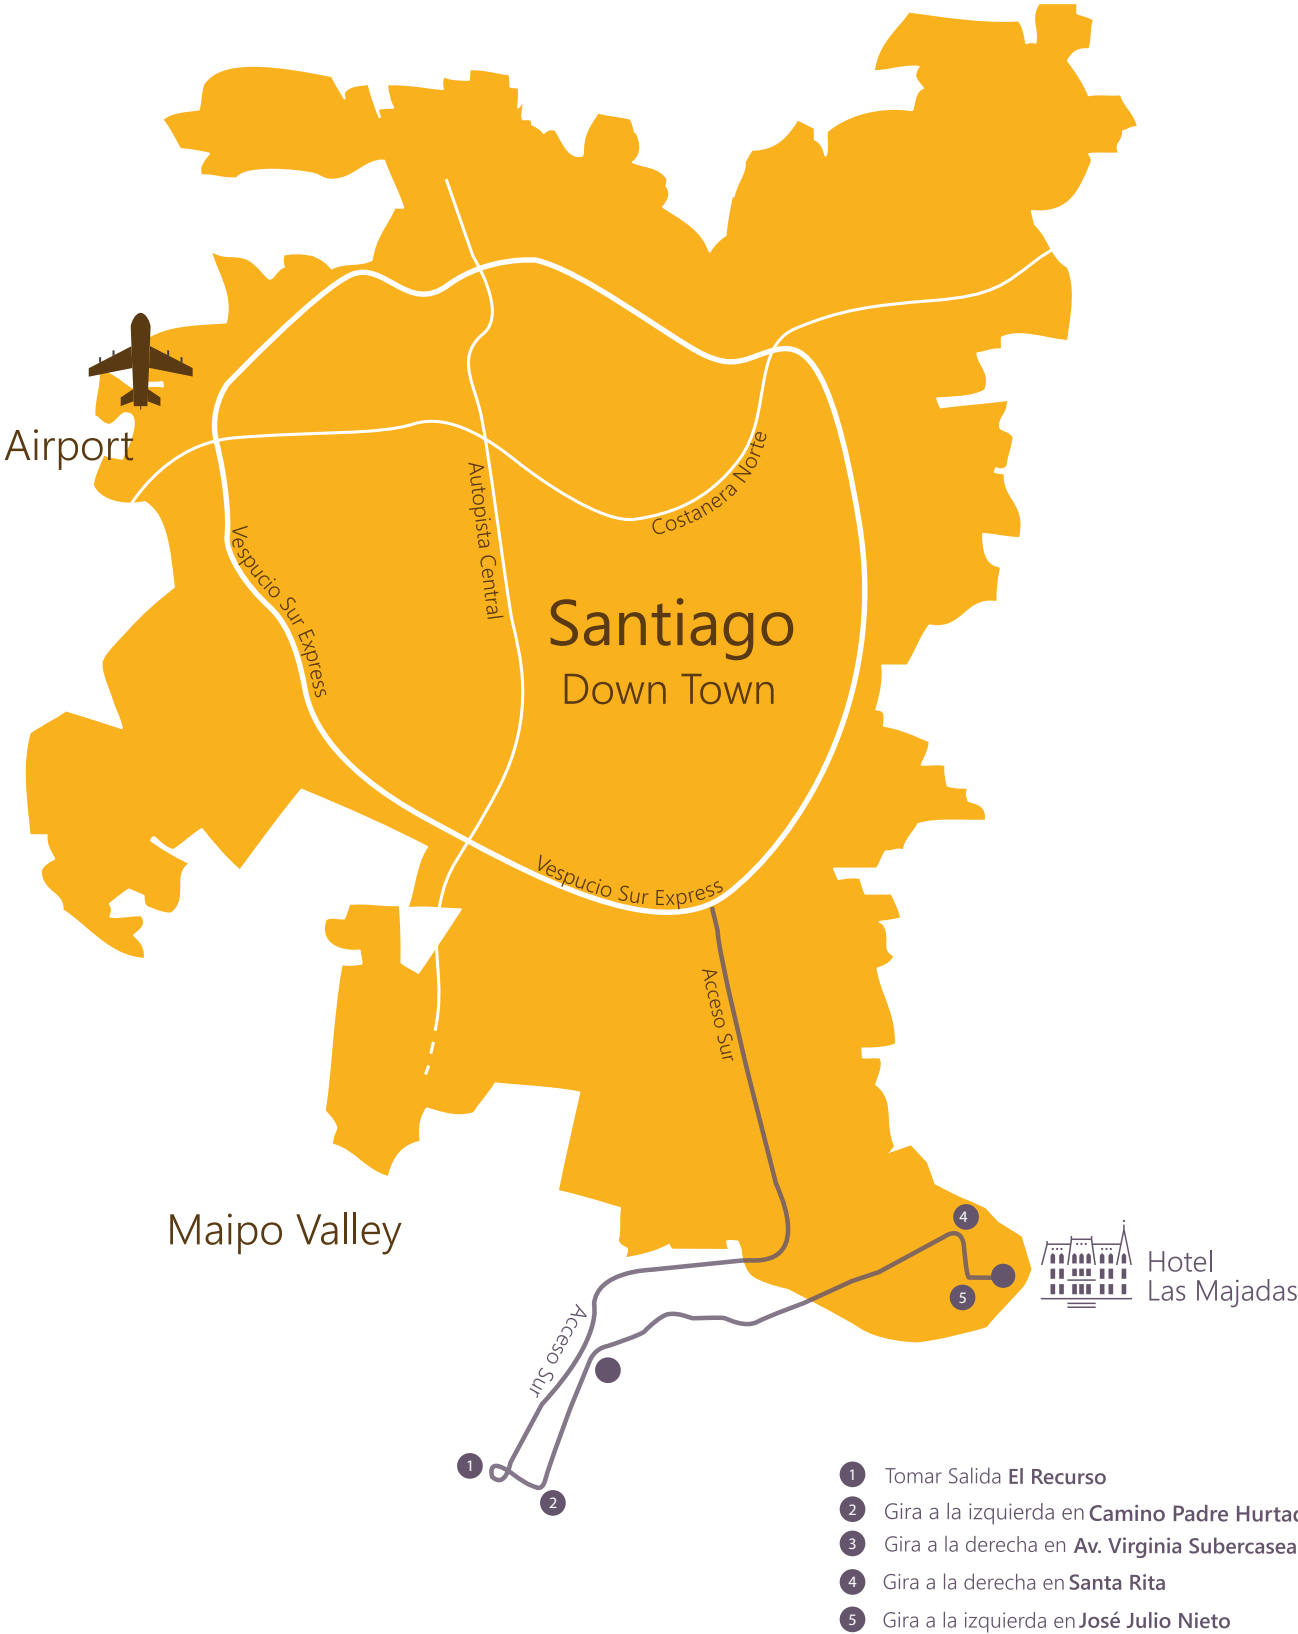 Airport
Vespucio Sur Express
Autopista Central
Costanera Norte
Santiago
Down Town
Vespucio Sur Express
Acceso Sur
Maipo Valley
4
Hotel
Las Majadas
5
Acceso Sur
1
2
1 Tomar Salida El Recurso
2 Gira a la izquierda en Camino Padre
3 Gira a la derecha en Av. Virginia
4 Gira a la derecha en Santa Rita
5 Gira a la izquierda en José Julio Nieto